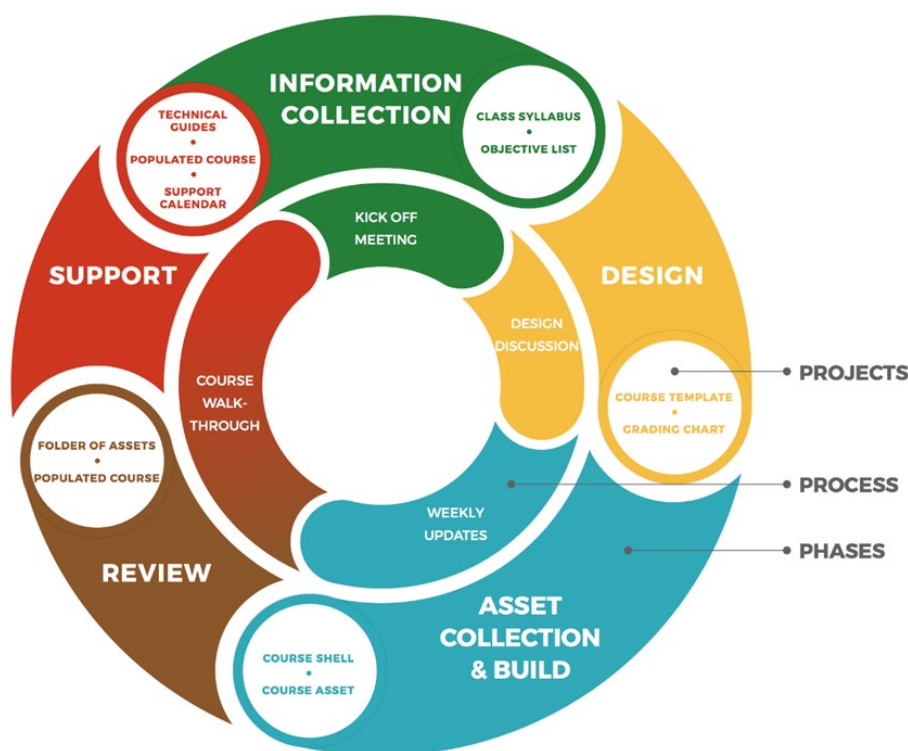 INFORMATION
COLLECTION
CLASS SYLLABUS
•
OBJECTIVE LIST
TECHNICAL
GUIDES
•
POPULATED COURSE
•
SUPPORT
CALENDAR
KICK OFF
MEETING
SUPPORT
DESIGN
DESIGN
DISCUSSION
PROJECTS
COURSE
WALK-
THROUGH
COURSE TEMPLATE
•
GRADING CHART
FOLDER OF ASSETS
•
POPULATED COURSE
PROCESS
WEEKLY
UPDATES
PHASES
REVIEW
ASSET
COLLECTION
& BUILD
COURSE SHELL
•
COURSE ASSET